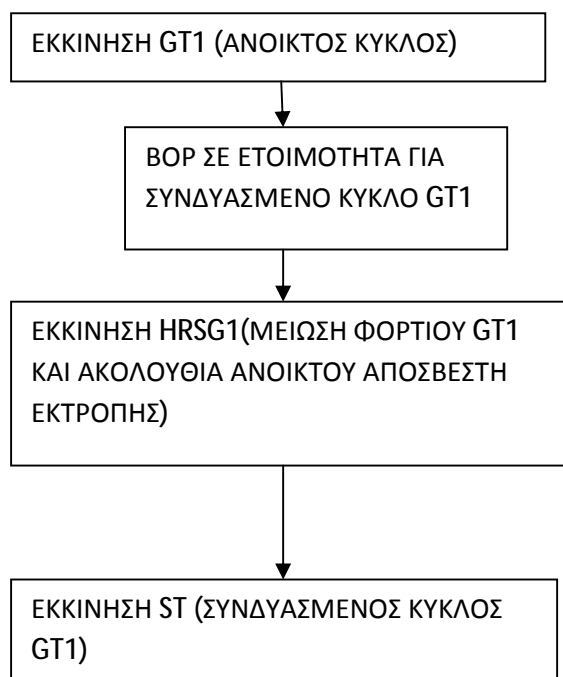 ΕΚΚΙΝΗΣΗ GT1 (ΑΝΟΙΚΤΟΣ ΚΥΚΛΟΣ)
BOP ΣΕ ΕΤΟΙΜΟΤΗΤΑ ΓΙΑ
ΣΥΝΔΥΑΣΜΕΝΟ ΚΥΚΛΟ GT1
ΕΚΚΙΝΗΣΗ HRSG1(ΜΕΙΩΣΗ ΦΟΡΤΙΟΥ GT1
ΚΑΙ ΑΚΟΛΟΥΘΙΑ ΑΝΟΙΚΤΟΥ ΑΠΟΣΒΕΣΤΗ
ΕΚΤΡΟΠΗΣ)
ΕΚΚΙΝΗΣΗ ST (ΣΥΝΔΥΑΣΜΕΝΟΣ ΚΥΚΛΟΣ
GT1)